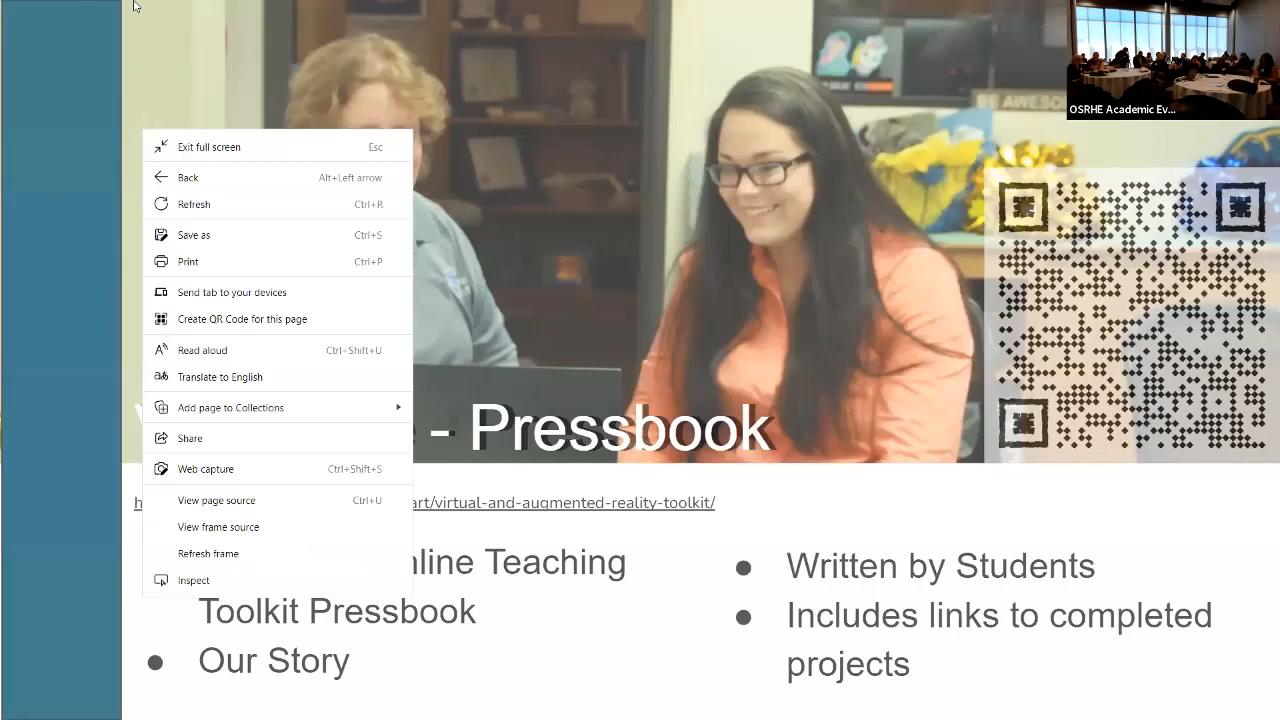 OSRHE Academic Ev...
AWESO
Exit full screen Esc
Back Alt+Left arrow
Refresh Ctrl+R
Save as Ctrl+S
Print Ctrl+P
Send tab to your devices
Create QR Code for this page
Read aloud Ctrl+Shift+U
Translate to English
Add page to Collections
Share
Web capture Ctrl+Shift+S
View page source Ctrl+U
View frame source
Refresh frame
Inspect
- Pressbook
art/virtual-and-augmented-reality-toolkit/
nline Teaching
Toolkit Pressbook
● Our Story
● Written by Students
● Includes links to completed
projects